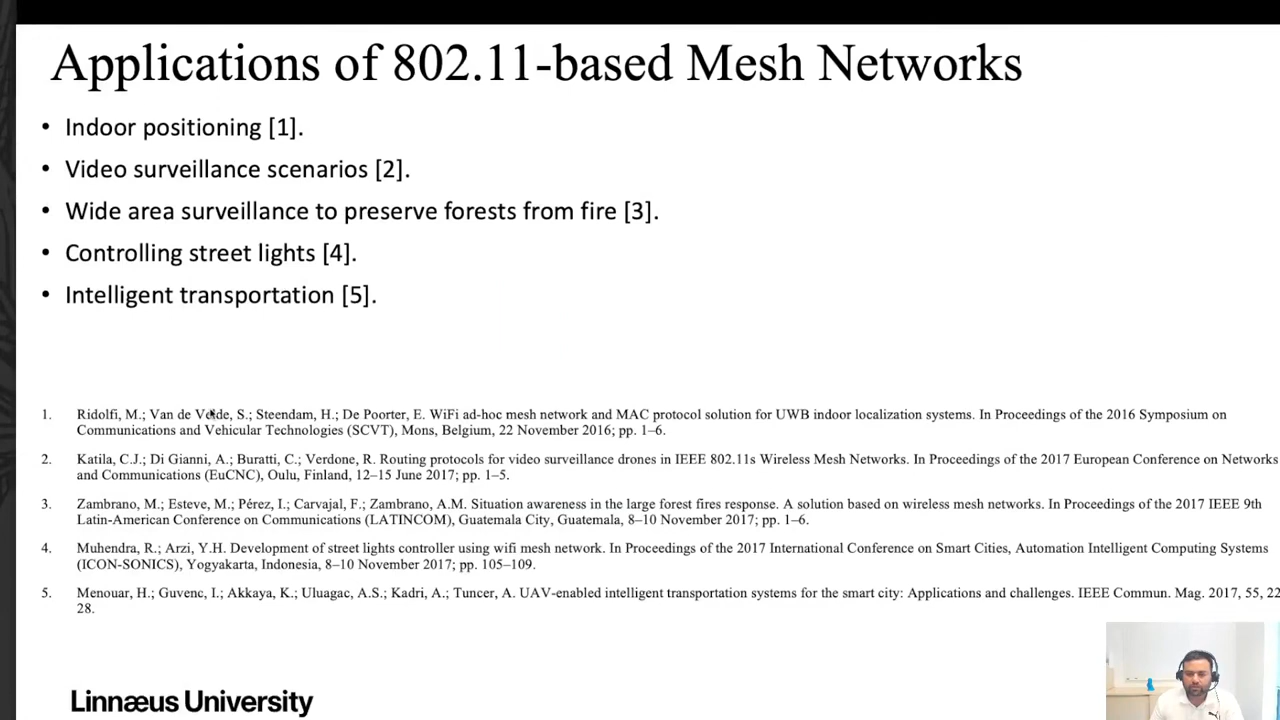 Applications of 802.11-based Mesh Networks
• Indoor positioning [1].
• Video surveillance scenarios [2].
• Wide area surveillance to preserve forests from fire [3].
• Controlling street lights [4].
• Intelligent transportation [5].
1. Ridolfi, M.; Van de Velde, S.; Steendam, H.; De Poorter, E. WiFi ad-hoc mesh network and MAC protocol solution for UWB indoor localization systems. In Proceedings of the 2016 Symposium on
Communications and Vehicular Technologies (SCVT), Mons, Belgium, 22 November 2016; pp. 1–6.
2. Katila, C.J.; Di Gianni, A.; Buratti, C.; Verdone, R. Routing protocols for video surveillance drones in IEEE 802.11s Wireless Mesh Networks. In Proceedings of the 2017 European Conference on Networks
and Communications (EuCNC), Oulu, Finland, 12–15 June 2017; pp. 1–5.
3. Zambrano, M.; Esteve, M.; Pérez, I.; Carvajal, F.; Zambrano, A.M. Situation awareness in the large forest fires response. A solution based on wireless mesh networks. In Proceedings of the 2017 IEEE 9th
Latin-American Conference on Communications (LATINCOM), Guatemala City, Guatemala, 8–10 November 2017; pp. 1–6.
4. Muhendra, R.; Arzi, Y.H. Development of street lights controller using wifi mesh network. In Proceedings of the 2017 International Conference on Smart Cities, Automation Intelligent Computing Systems
(ICON-SONICS), Yogyakarta, Indonesia, 8–10 November 2017; pp. 105–109.
5. Menouar, H.; Guvenc, I.; Akkaya, K.; Uluagac, A.S.; Kadri, A.; Tuncer, A. UAV-enabled intelligent transportation systems for the smart city: Applications and challenges. IEEE Commun. Mag. 2017, 55, 22
28.
Linnæus University